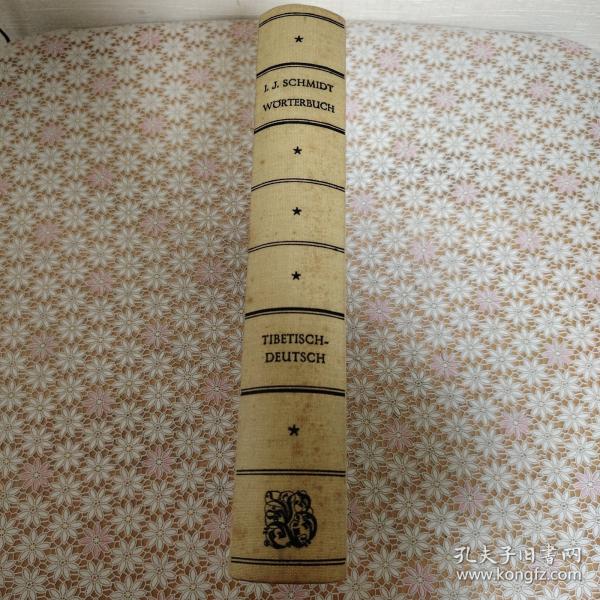 I. J. SCHMIDT
WÖRTERBUCH
TIBETISCH-
DEUTSCH
孔夫子旧书网
www.kongfz.com